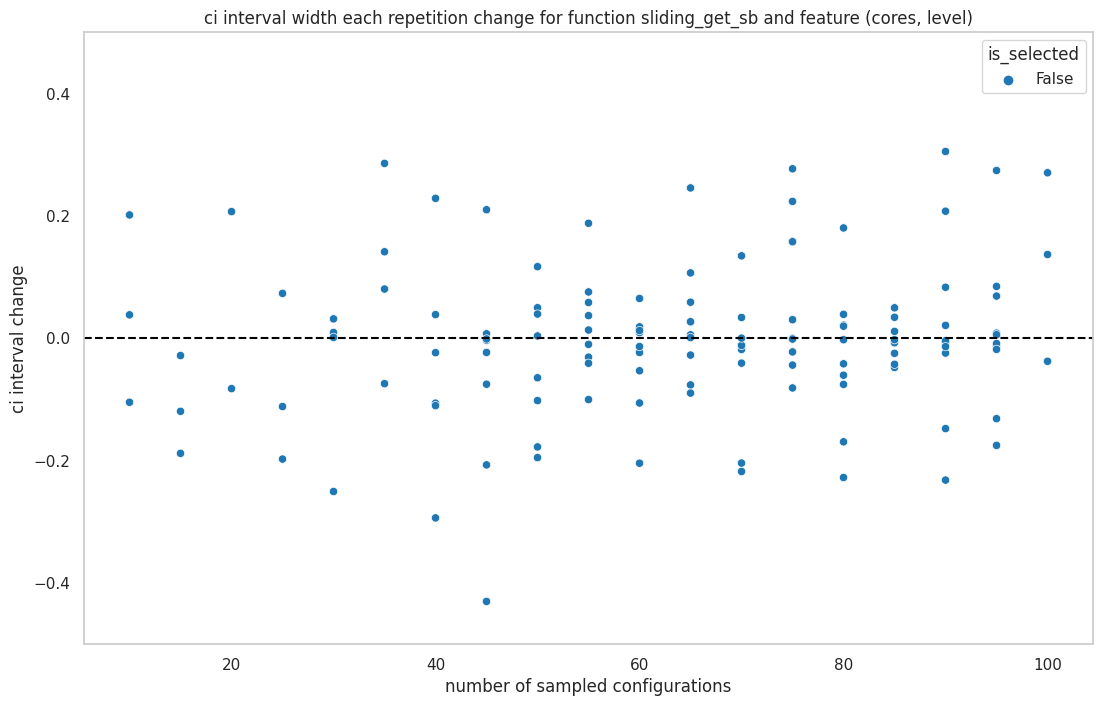 ci interval width each repetition change for function sliding_get_sb and feature (cores, level)
is_selected
False
0.4
0.2
0.0
−0.2
−0.4
ci interval change
20 40 60 80 100
number of sampled configurations